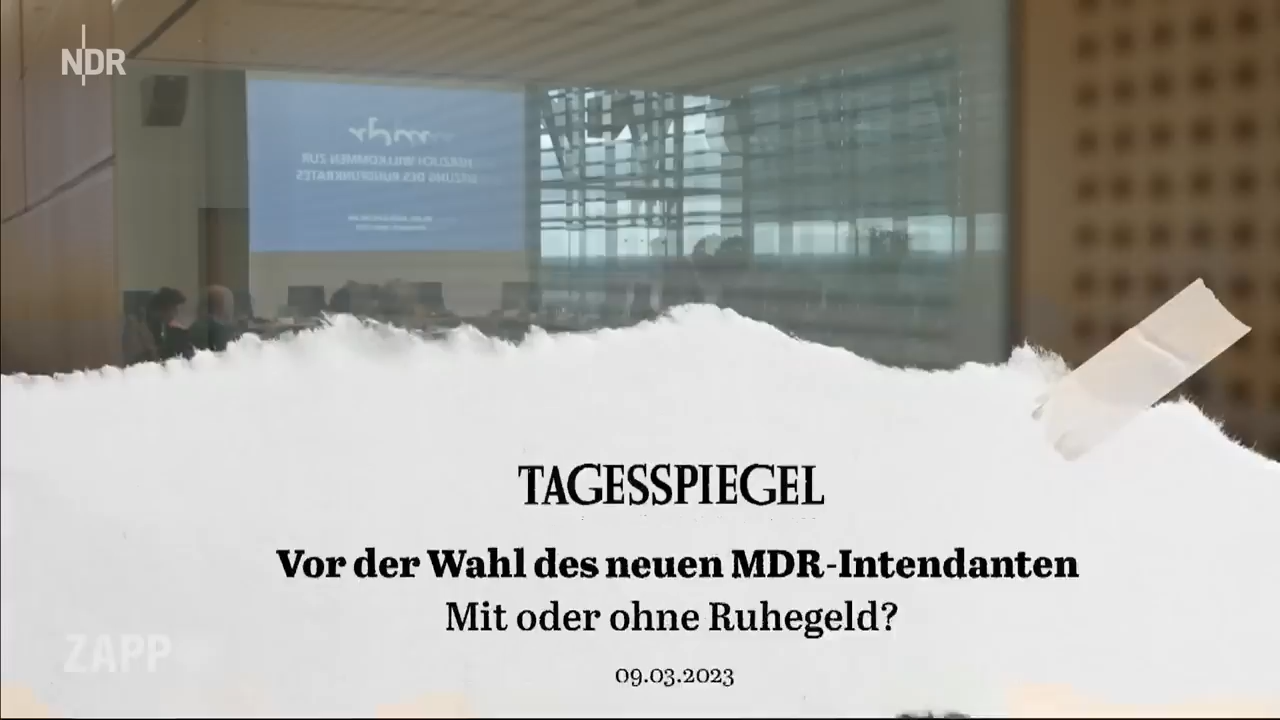 NDR
mdr
HERZLICH WILLKOMMEN ZUR
SITZUNG DES RUNDFUNKRATES
TAGESSPIEGEL
Vor der Wahl des neuen MDR-Intendanten
Mit oder ohne Ruhegeld?
09.03.2023
ZAPP